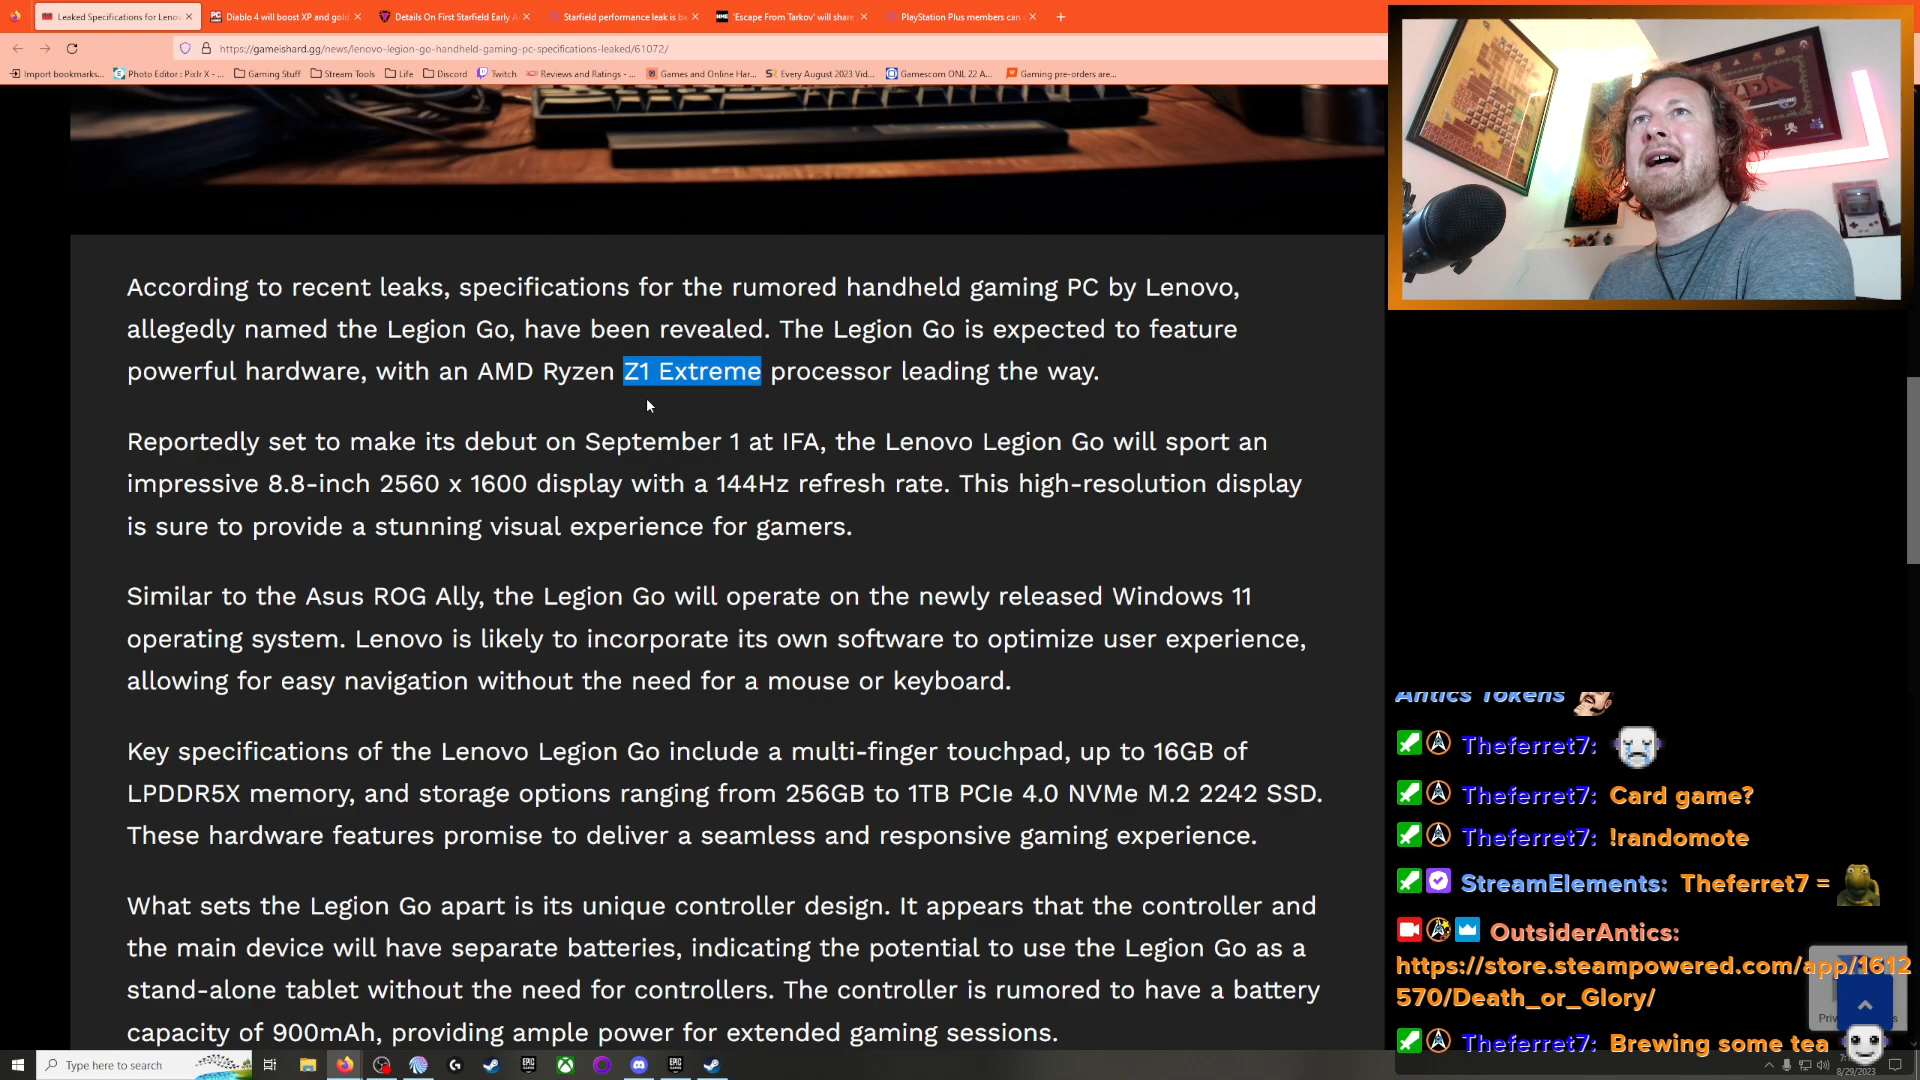 Leaked Specifications for Lenov
Diablo 4 will boost XP and gold
Details On First Starfield Early A
Starfield performance leak is ba
'Escape From Tarkov' will share
PlayStation Plus members can
https://gameishard.gg/news/lenovo-legion-go-handheld-gaming-pc-specifications-leaked/61072/
Import bookmarks...
Photo Editor : Pixlr X - ...
Gaming Stuff
Stream Tools
Life
Discord
Twitch
Reviews and Ratings - ...
Games and Online Har...
Every August 2023 Vid...
Gamescom ONL 22 A...
Gaming pre-orders are...
According to recent leaks, specifications for the rumored handheld gaming PC by Lenovo,
allegedly named the Legion Go, have been revealed. The Legion Go is expected to feature
powerful hardware, with an AMD Ryzen Z1 Extreme processor leading the way.
Reportedly set to make its debut on September 1 at IFA, the Lenovo Legion Go will sport an
impressive 8.8-inch 2560 x 1600 display with a 144Hz refresh rate. This high-resolution display
is sure to provide a stunning visual experience for gamers.
Similar to the Asus ROG Ally, the Legion Go will operate on the newly released Windows 11
operating system. Lenovo is likely to incorporate its own software to optimize user experience,
allowing for easy navigation without the need for a mouse or keyboard.
Key specifications of the Lenovo Legion Go include a multi-finger touchpad, up to 16GB of
LPDDR5X memory, and storage options ranging from 256GB to 1TB PCIe 4.0 NVMe M.2 2242 SSD.
These hardware features promise to deliver a seamless and responsive gaming experience.
What sets the Legion Go apart is its unique controller design. It appears that the controller and
the main device will have separate batteries, indicating the potential to use the Legion Go as a
stand-alone tablet without the need for controllers. The controller is rumored to have a battery
capacity of 900mAh, providing ample power for extended gaming sessions.
Antics Tokens
Theferret7:
Theferret7: Card game?
Theferret7: !randomote
StreamElements: Theferret7 =
OutsiderAntics:
https://store.steampowered.com/app/1612
570/Death_or_Glory/
Theferret7: Brewing some tea
Type here to search
8/29/2023